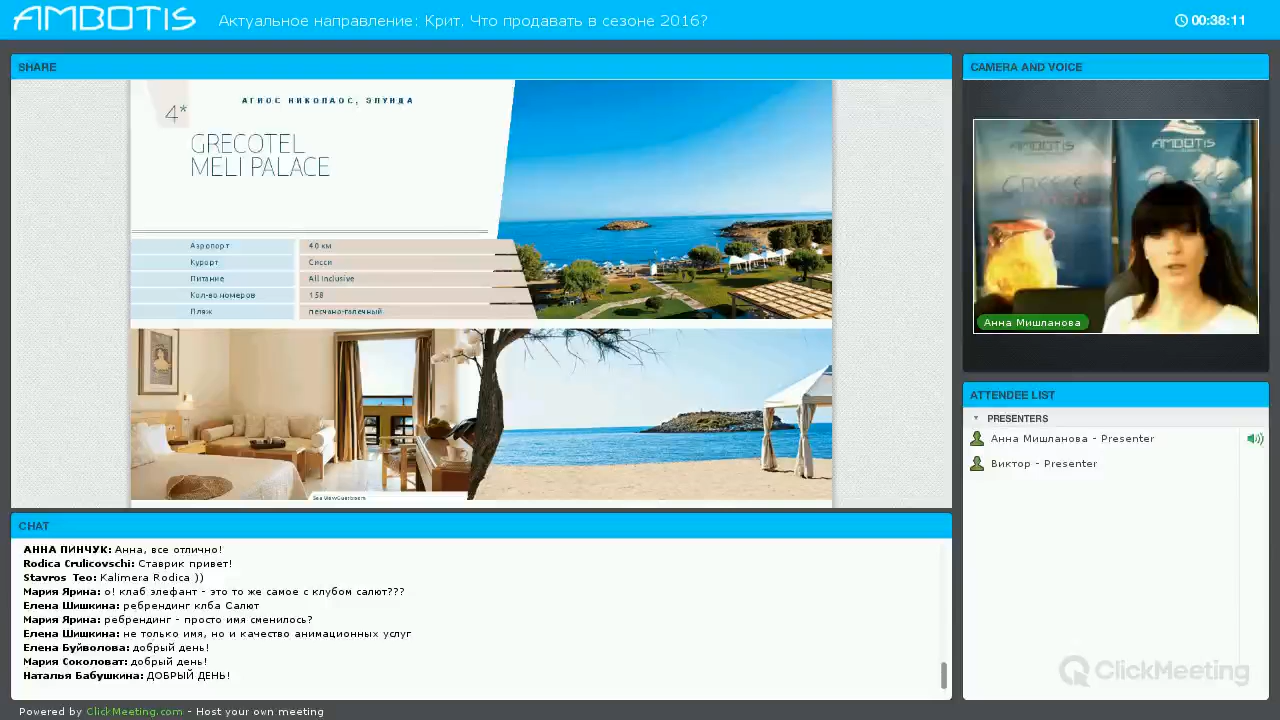 AMBOTIS
Актуальное направление: Крит. Что продавать в сезоне 2016?
00:38:11
SHARE
4*
АГИОС НИКОЛАОС, ЭЛУНДА
GRECOTEL
MELI PALACE
Аэропорт 40 км
Курорт Сисси
Питание All Inclusive
Кол-во номеров 158
Пляж песчано-галечный
Sea View Guestroom
CAMERA AND VOICE
AMBOTIS
AMBOTIS
GREECE
Анна Мишланова
ATTENDEE LIST
PRESENTERS
Анна Мишланова - Presenter
Виктор - Presenter
CHAT
АННА ПИНЧУК: Анна, все отлично!
Rodica Crulicovschi: Ставрик привет!
Stavros Teo: Kalimera Rodica ))
Мария Ярина: о! клаб элефант - это то же самое с клубом салют???
Елена Шишкина: ребрендинг клба Салют
Мария Ярина: ребрендинг - просто имя сменилось?
Елена Шишкина: не только имя, но и качество анимационных услуг
Елена Буйволова: добрый день!
Мария Соколоват: добрый день!
Наталья Бабушкина: ДОБРЫЙ ДЕНЬ!
ClickMeeting
Powered by ClickMeeting.com - Host your own meeting